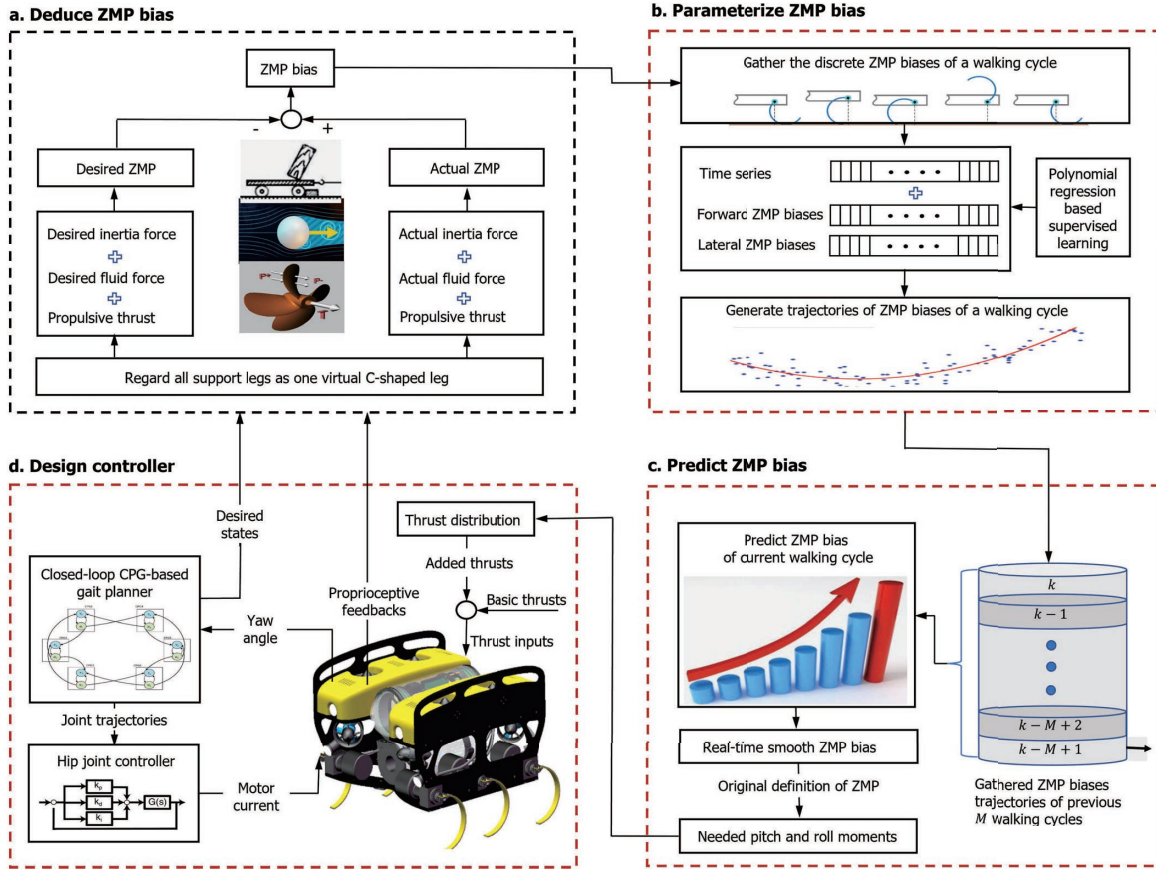 a. Deduce ZMP bias
ZMP bias
-
+
Desired ZMP
Actual ZMP
Desired inertia force
Desired fluid force
Propulsive thrust
Actual inertia force
Actual fluid force
Propulsive thrust
Regard all support legs as one virtual C-shaped leg
b. Parameterize ZMP bias
Gather the discrete ZMP biases of a walking cycle
Time series
Forward ZMP biases
Lateral ZMP biases
Polynomial
regression
based
supervised
learning
Generate trajectories of ZMP biases of a walking cycle
d. Design controller
Desired
states
Proprioceptive
feedbacks
Thrust distribution
Added thrusts
Basic thrusts
Thrust inputs
Closed-loop CPG-based
gait planner
Yaw
angle
Joint trajectories
Hip joint controller
kp
kd
ki
G(s)
Motor
current
c. Predict ZMP bias
Predict ZMP bias
of current walking cycle
Real-time smooth ZMP bias
Original definition of ZMP
Needed pitch and roll moments
k
k − 1
k − M + 2
k − M + 1
Gathered ZMP biases
trajectories of previous
M walking cycles